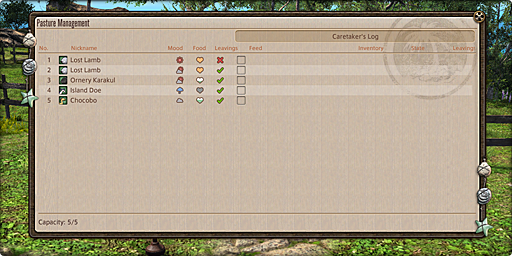 Pasture Management
Caretaker's Log
No. Nickname Mood Food Leavings Feed Inventory State Leavings
1 Lost Lamb
2 Lost Lamb
3 Ornery Karakul
4 Island Doe
5 Chocobo
Capacity: 5/5